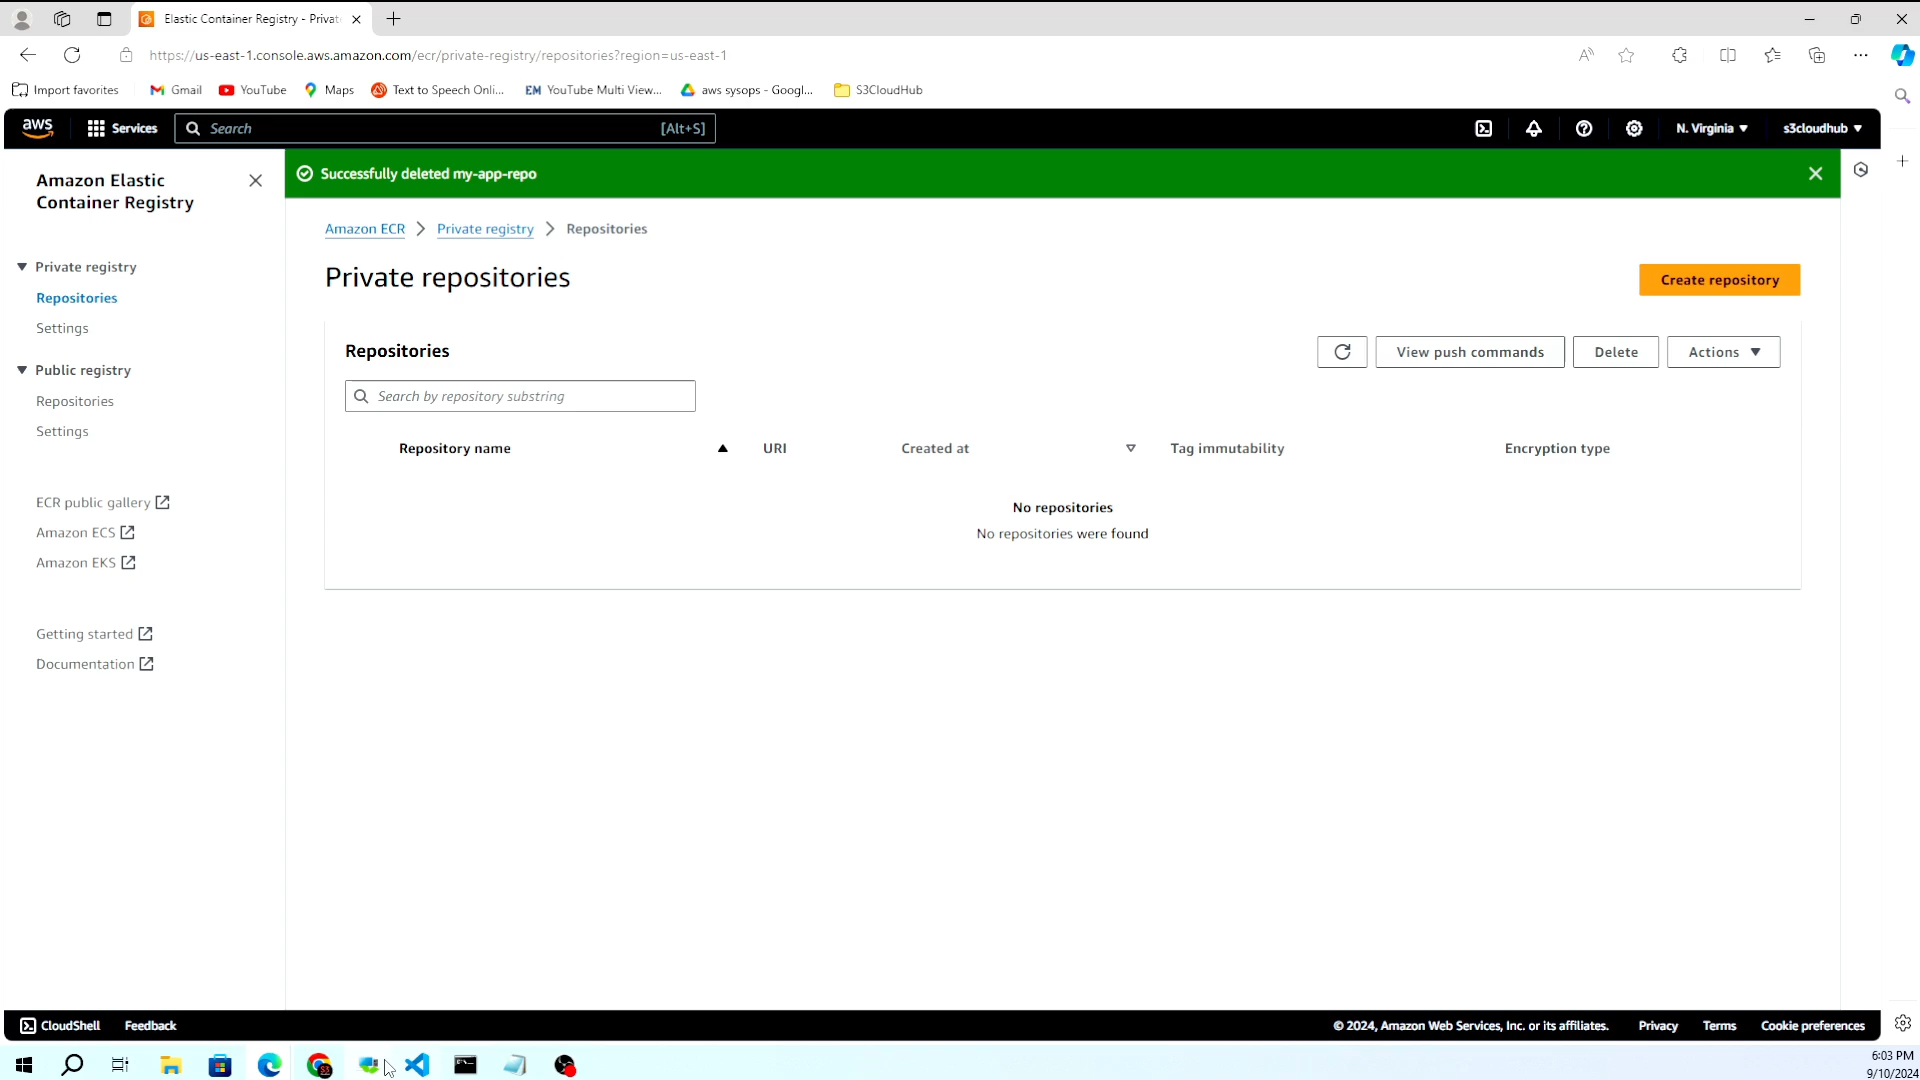 Elastic Container Registry - Privat
https://us-east-1.console.aws.amazon.com/ecr/private-registry/repositories?region=us-east-1
Import favorites
Gmail
YouTube
Maps
Text to Speech Onli...
EM YouTube Multi View...
aws sysops - Googl...
S3CloudHub
aws
Services
Search
[Alt+S]
N. Virginia
s3cloudhub
Amazon Elastic
Container Registry
Private registry
Repositories
Settings
Public registry
Repositories
Settings
ECR public gallery
Amazon ECS
Amazon EKS
Getting started
Documentation
Successfully deleted my-app-repo
Amazon ECR
Private registry
Repositories
Private repositories
Create repository
Repositories
View push commands
Delete
Actions
Search by repository substring
Repository name
URI
Created at
Tag immutability
Encryption type
No repositories
No repositories were found
CloudShell
Feedback
© 2024, Amazon Web Services, Inc. or its affiliates.
Privacy
Terms
Cookie preferences
6:03 PM
9/10/2024